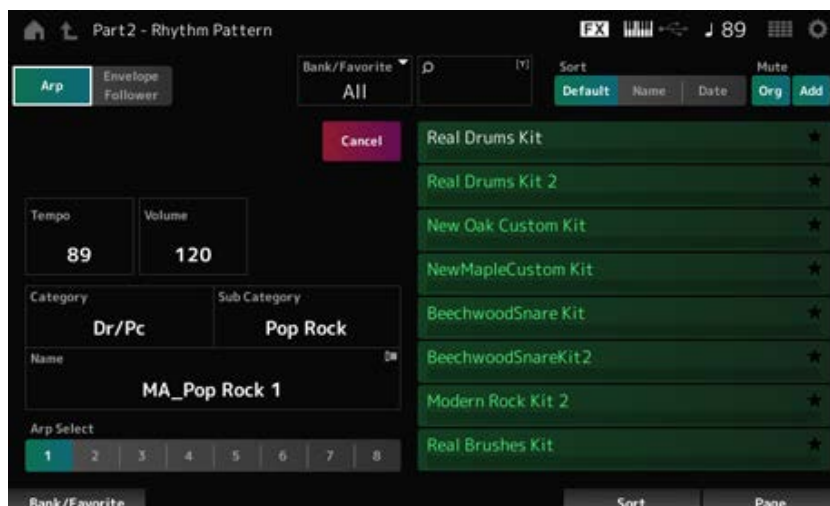 Part2 - Rhythm Pattern
FX
♩ 89
Arp
Envelope
Follower
Bank/Favorite
All
[Y]
Sort
Default Name Date
Mute
Org Add
Cancel
Real Drums Kit
Real Drums Kit 2
New Oak Custom Kit
NewMapleCustom Kit
BeechwoodSnare Kit
BeechwoodSnareKit2
Modern Rock Kit 2
Real Brushes Kit
Tempo
89
Volume
120
Category
Dr/Pc
Sub Category
Pop Rock
Name
MA_Pop Rock 1
Arp Select
1 2 3 4 5 6 7 8
Bank/Favorite
Sort
Page